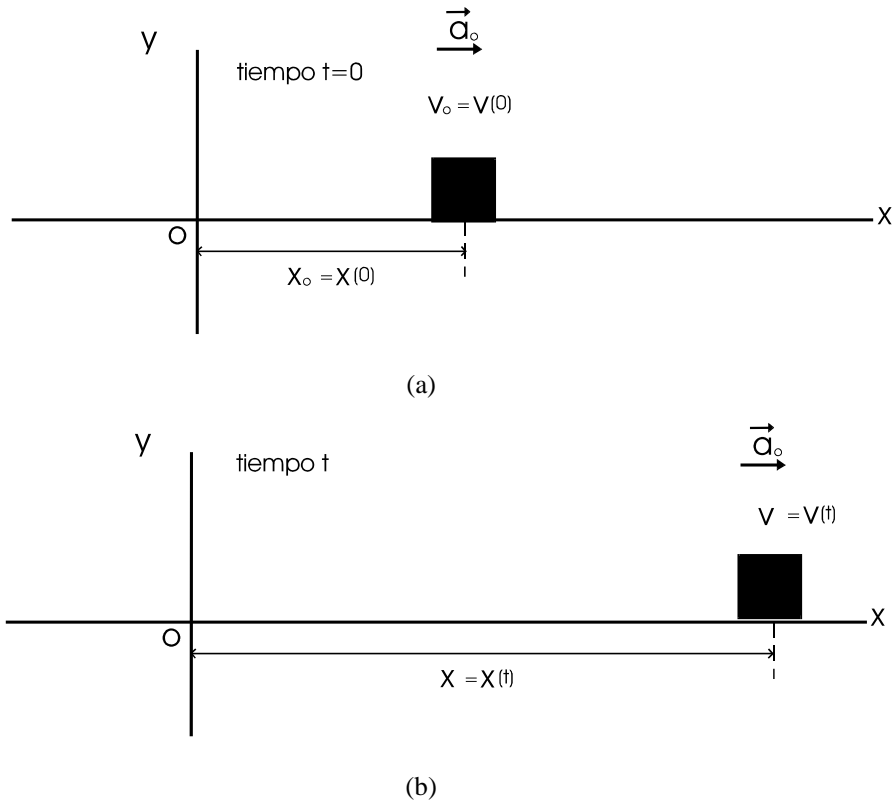 a₀
y
tiempo t=0
V₀ = V(0)
X
O
X₀ = X(0)
(a)
a₀
y
tiempo t
V = V(t)
X
O
X = X(t)
(b)